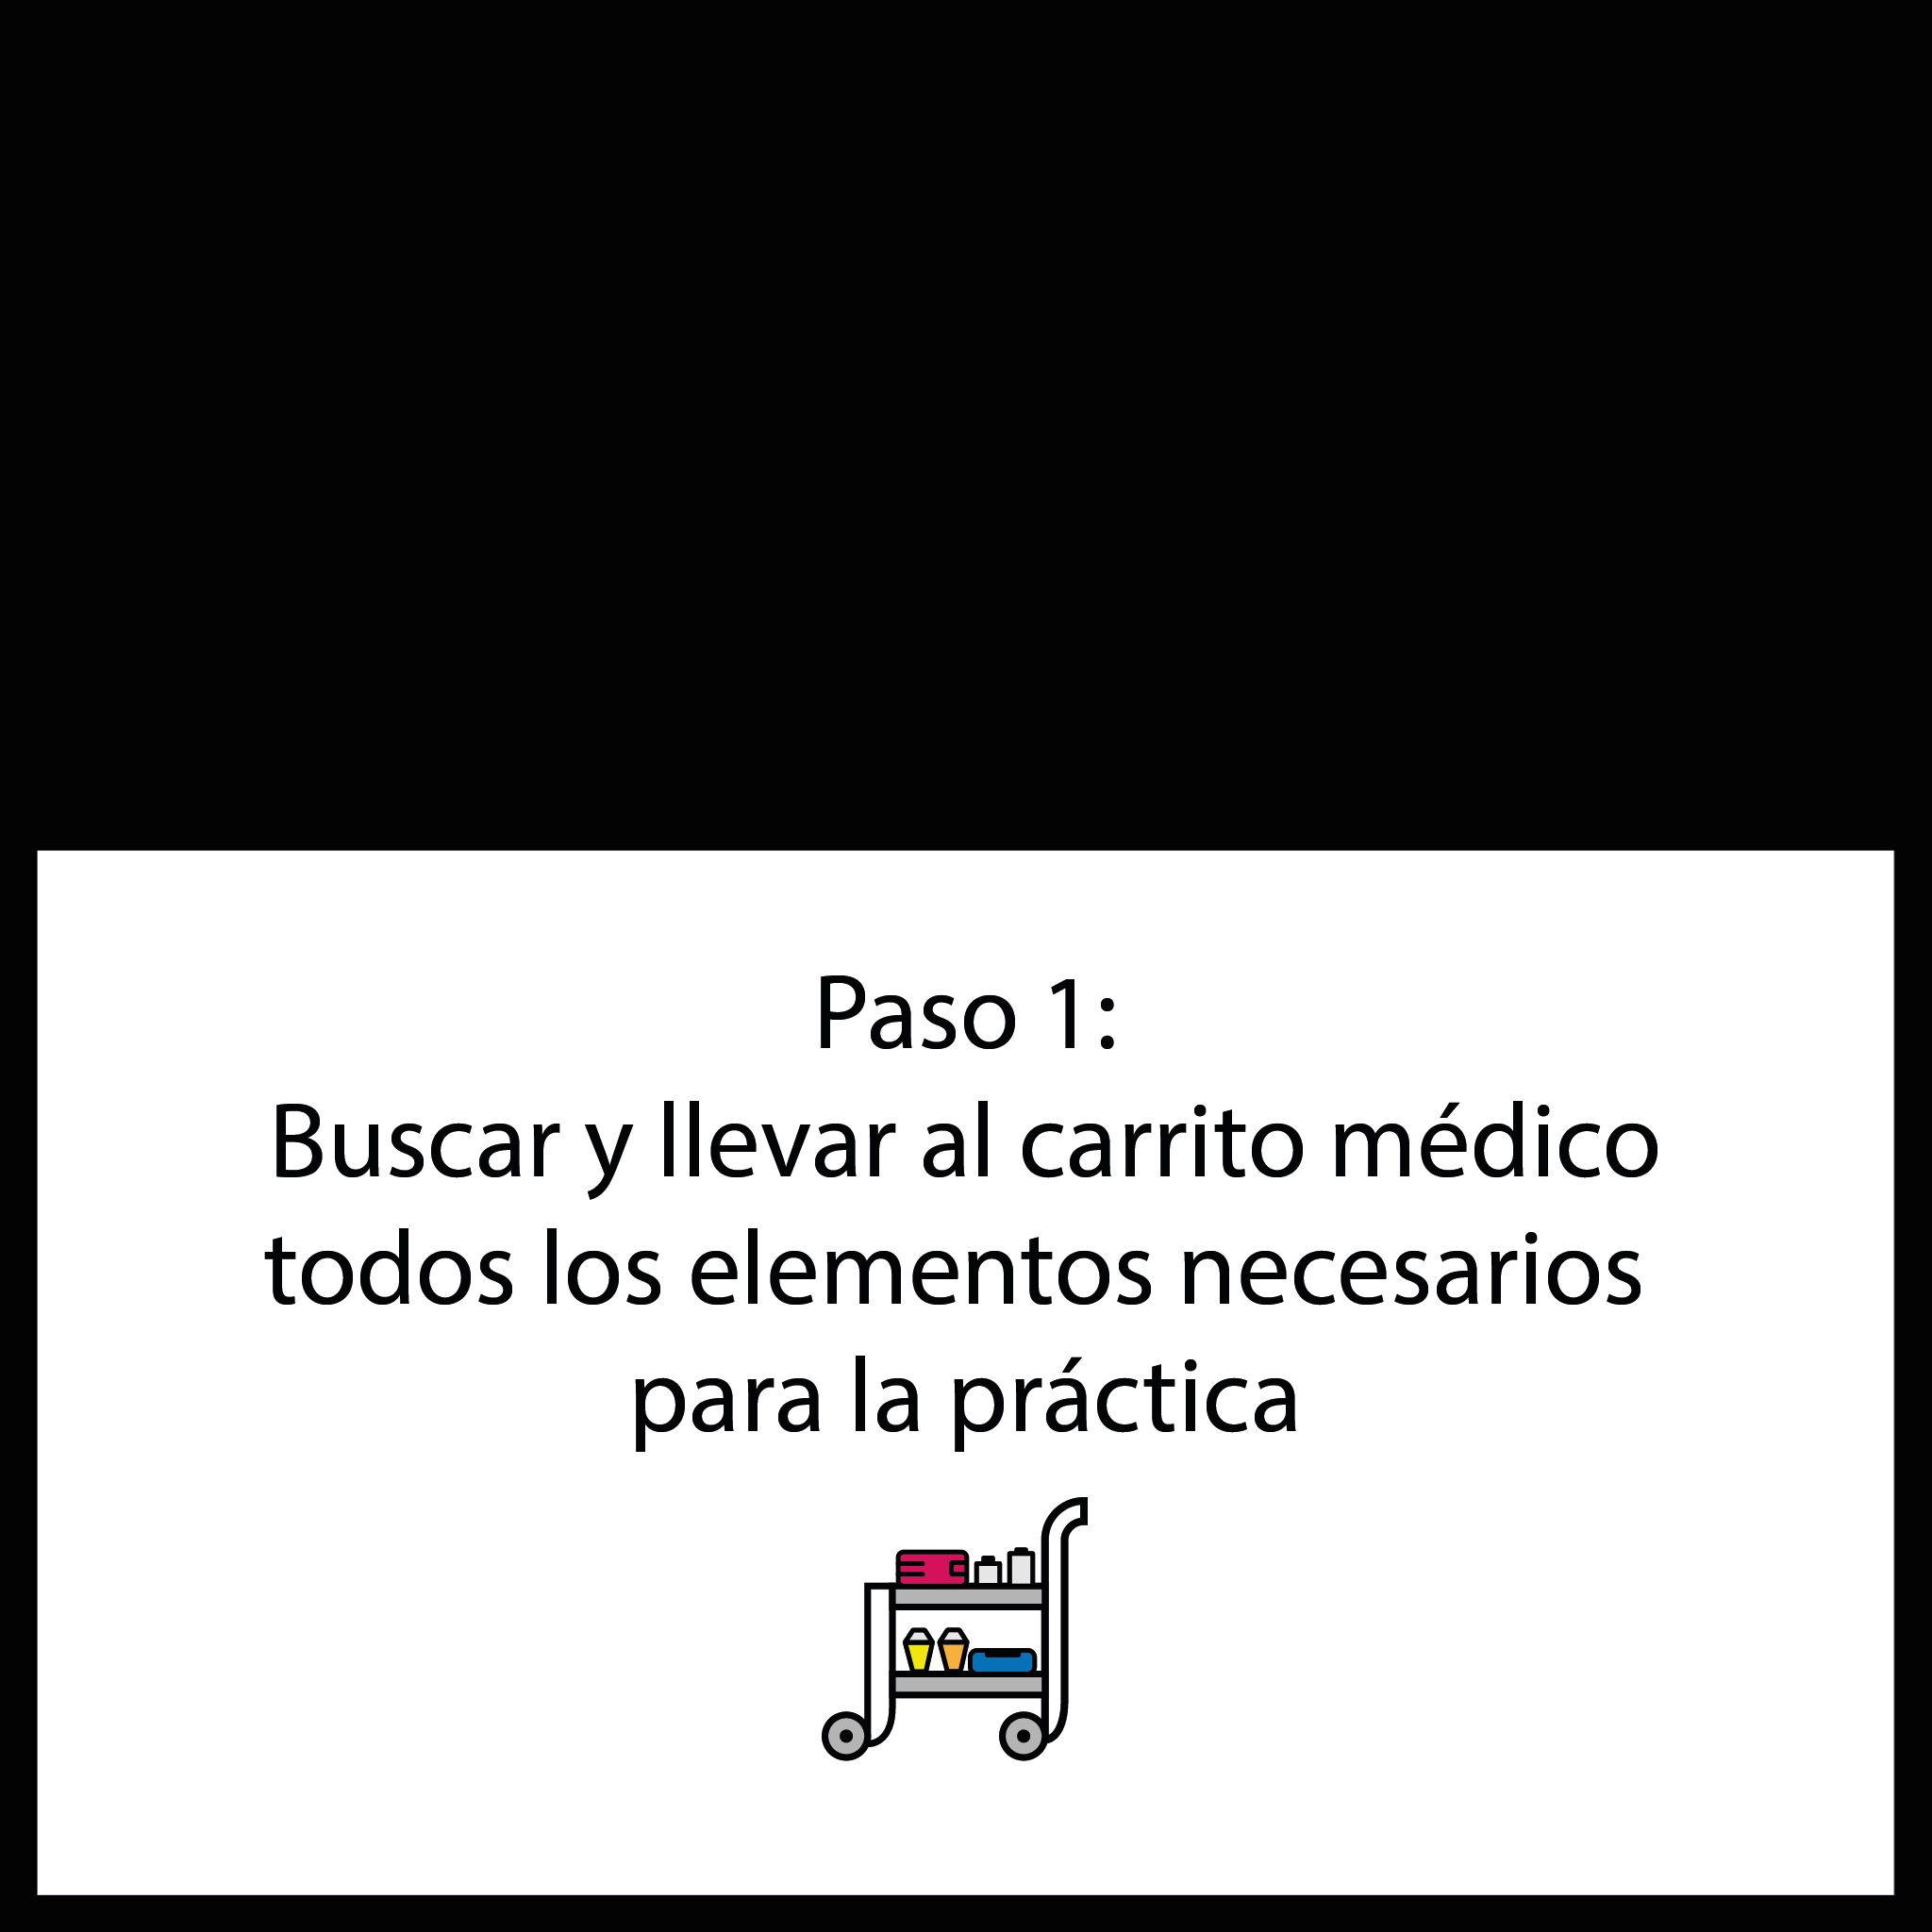 Paso 1:
Buscar y llevar al carrito médico
todos los elementos necesarios
para la práctica